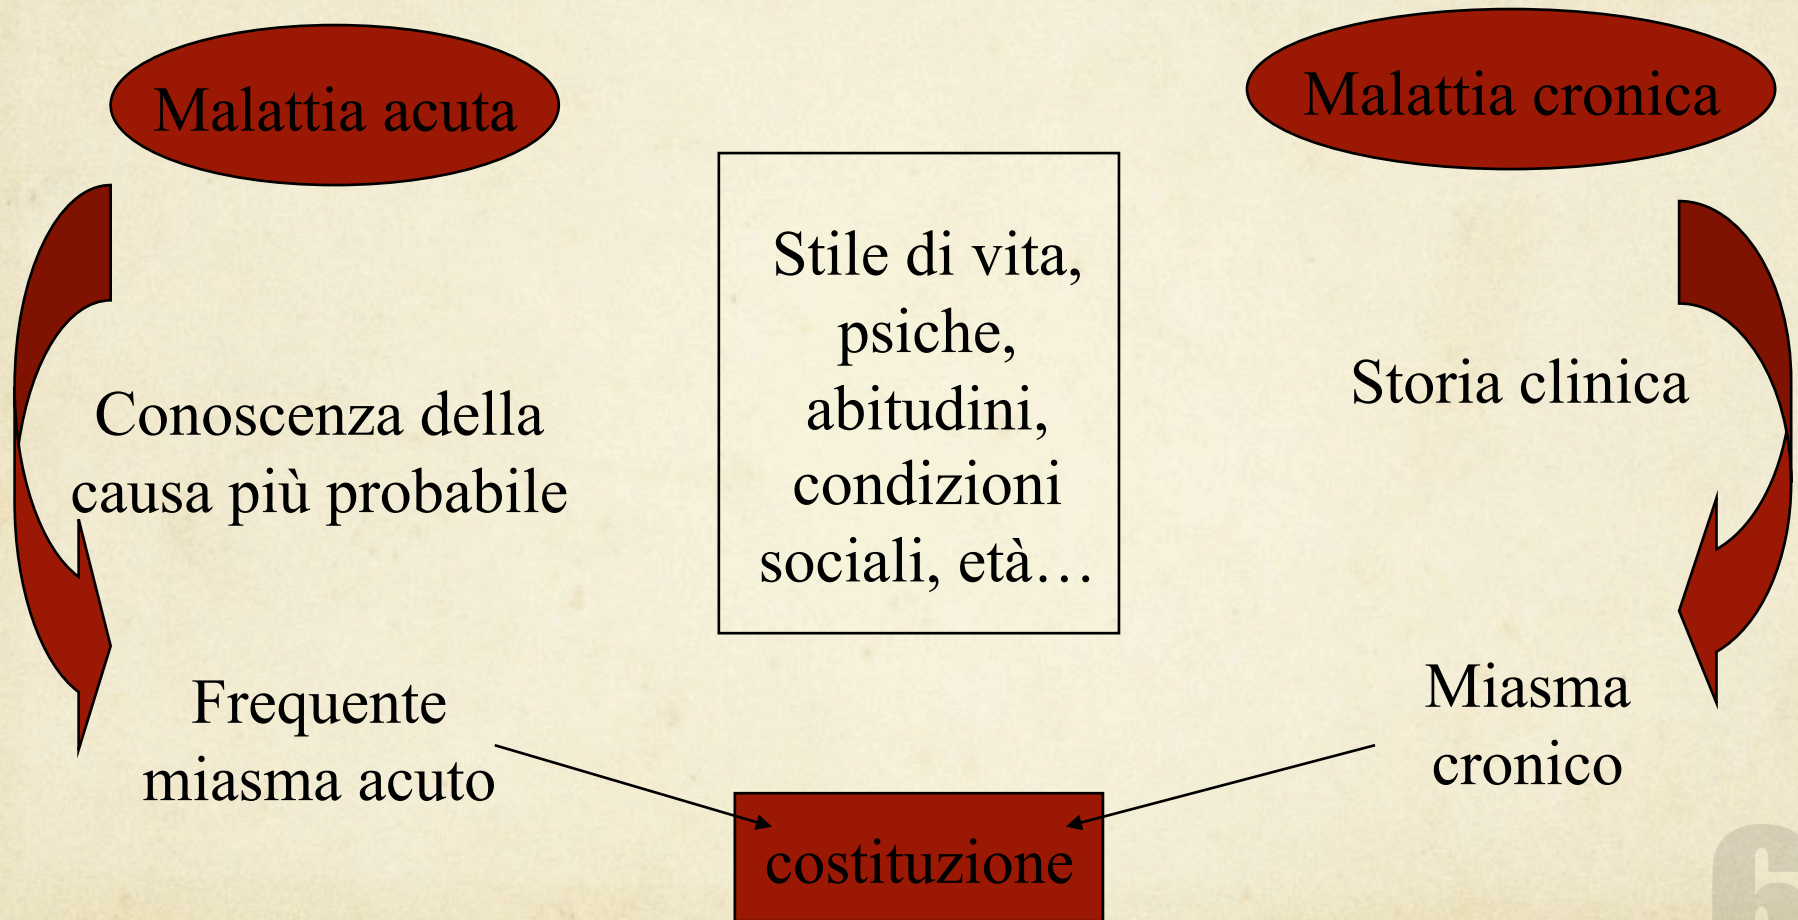 Malattia acuta
Malattia cronica
Stile di vita,
psiche,
abitudini,
condizioni
sociali, età…
Conoscenza della
causa più probabile
Storia clinica
Frequente
miasma acuto
Miasma
cronico
costituzione
6